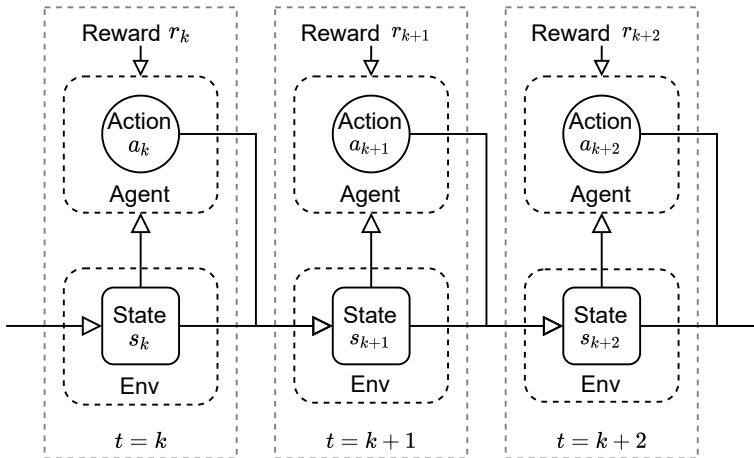 Reward r_k
Action
a_k
Agent
State
s_k
Env
t = k
Reward r_{k+1}
Action
a_{k+1}
Agent
State
s_{k+1}
Env
t = k + 1
Reward r_{k+2}
Action
a_{k+2}
Agent
State
s_{k+2}
Env
t = k + 2